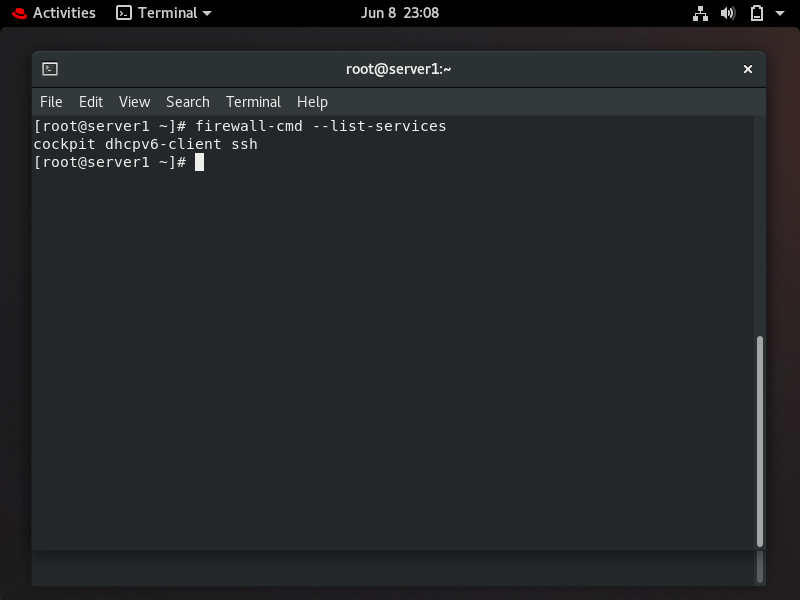 Activities Terminal Jun 8 23:08
root@server1:~
File Edit View Search Terminal Help
[root@server1 ~]# firewall-cmd --list-services
cockpit dhcpv6-client ssh
[root@server1 ~]#